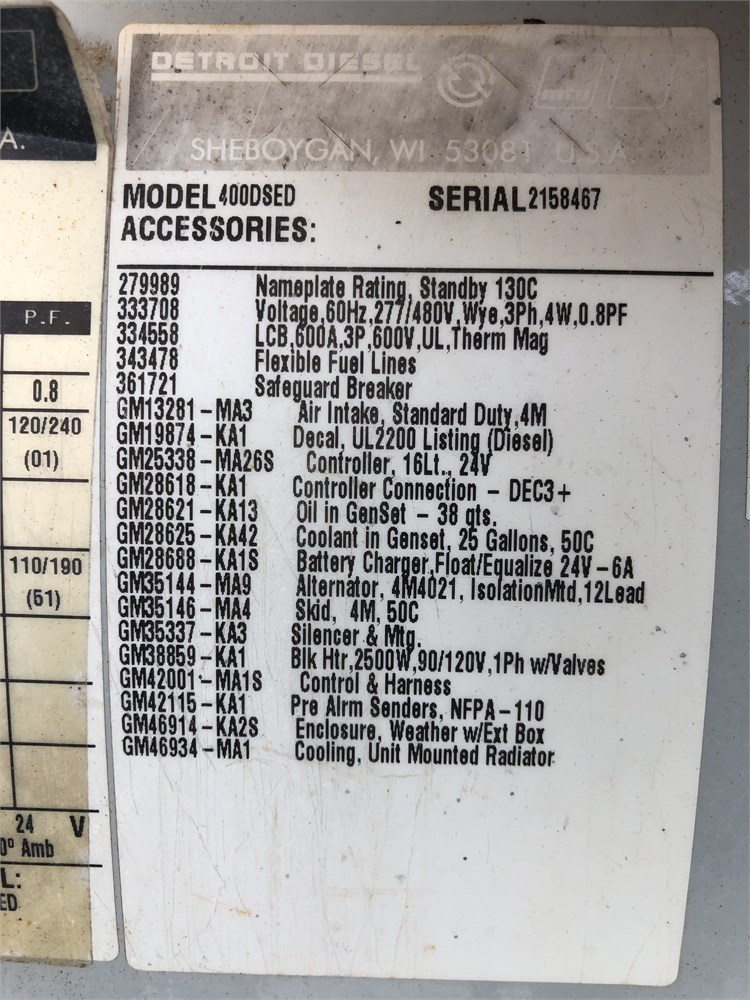 DETROIT DIESEL
SHEBOYGAN, WI 53081 U.S.A.
MODEL 400DSED SERIAL 2158467
ACCESSORIES:
279989 Nameplate Rating, Standby 130C
333708 Voltage,60Hz,277/480V,Wye,3Ph,4W,0.8PF
334558 LCB,600A,3P,600V,UL,Therm Mag
343478 Flexible Fuel Lines
361721 Safeguard Breaker
GM13281-MA3 Air Intake, Standard Duty,4M
GM19874-KA1 Decal, UL2200 Listing (Diesel)
GM25338-MA26S Controller, 16Lt., 24V
GM28618-KA1 Controller Connection - DEC3+
GM28621-KA13 Oil in GenSet - 38 qts.
GM28625-KA42 Coolant in Genset, 25 Gallons, 50C
GM28688-KA1S Battery Charger,Float/Equalize 24V-6A
GM35144-MA9 Alternator, 4M4021, IsolationMtd,12Lead
GM35146-MA4 Skid, 4M, 50C
GM35337-KA3 Silencer & Mtg.
GM38859-KA1 Blk Htr,2500W,90/120V,1Ph w/Valves
GM42001-MA1S Control & Harness
GM42115-KA1 Pre Alrm Senders, NFPA-110
GM46914-KA2S Enclosure, Weather w/Ext Box
GM46934-MA1 Cooling, Unit Mounted Radiator
A.
P.F.
0.8
120/240
(01)
110/190
(51)
24 V
0° Amb
L:
ED